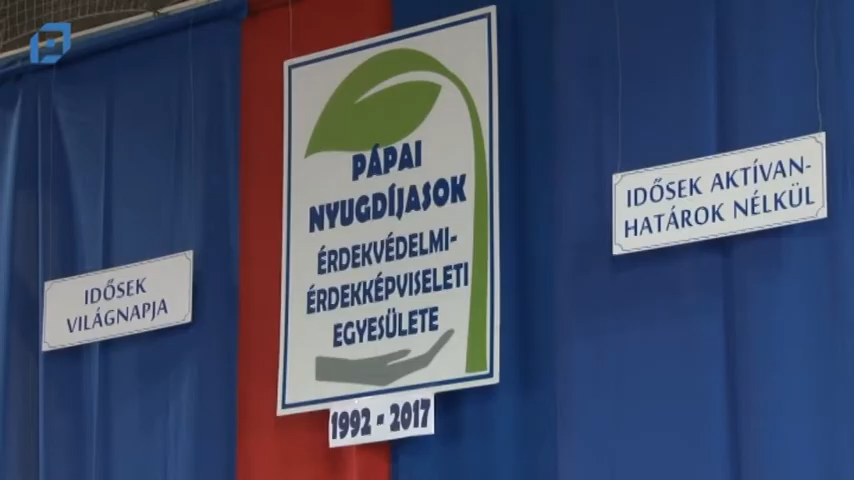 PÁPAI
NYUGDÍJASOK
ÉRDEKVÉDELMI-
ÉRDEKKÉPVISELETI
EGYESÜLETE
1992 - 2017
IDŐSEK
VILÁGNAPJA
IDŐSEK AKTÍVAN-
HATÁROK NÉLKÜL